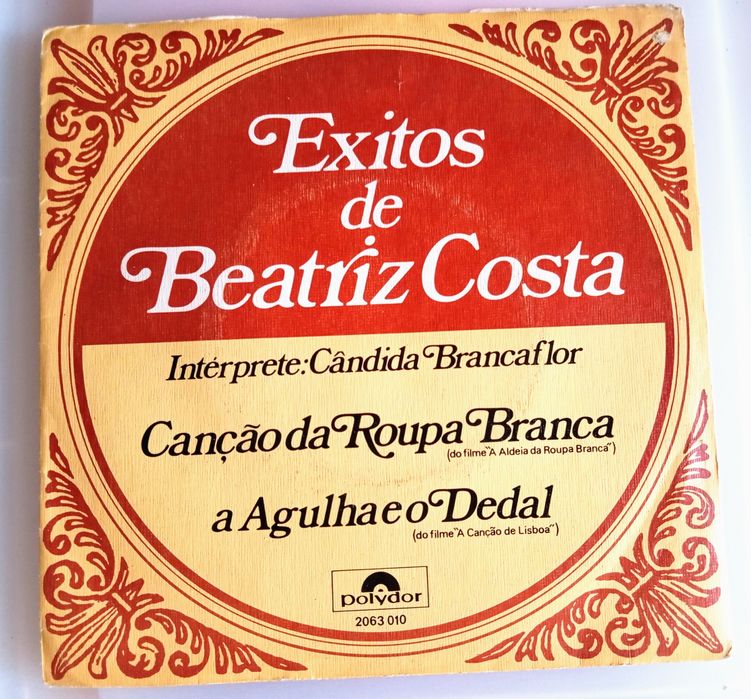 Exitos
de
Beatriz Costa
Intérprete: Cândida Brancaflor
Canção da Roupa Branca
(do filme "A Aldeia da Roupa Branca")
a Agulha e o Dedal
(do filme "A Canção de Lisboa")
polydor
2063 010